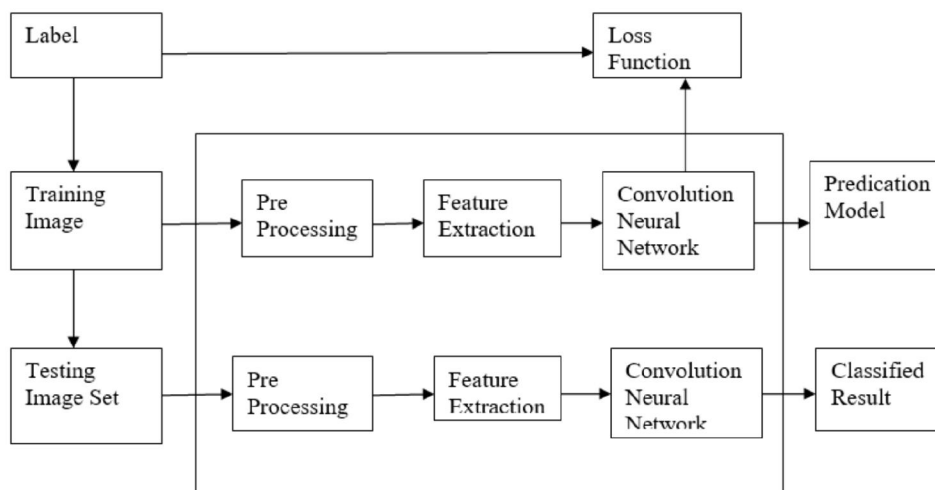 Label
Loss
Function
Training
Image
Pre
Processing
Feature
Extraction
Convolution
Neural
Network
Predication
Model
Testing
Image Set
Pre
Processing
Feature
Extraction
Convolution
Neural
Network
Classified
Result